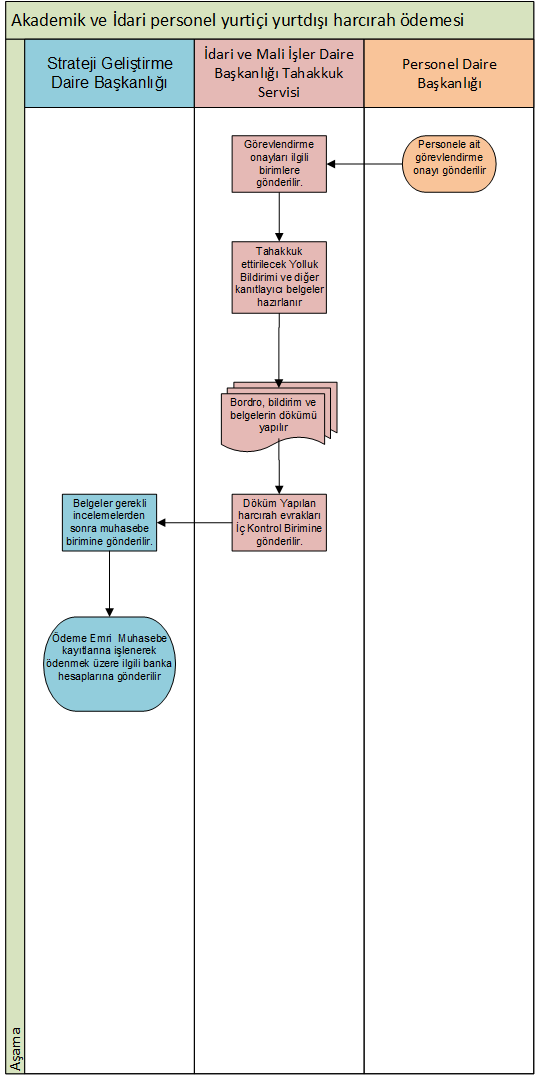 Akademik ve İdari personel yurtiçi yurtdışı harcırah ödemesi
Strateji Geliştirme
Daire Başkanlığı
İdari ve Mali İşler Daire
Başkanlığı Tahakkuk
Servisi
Personel Daire
Başkanlığı
Personele ait
görevlendirme
onayı gönderilir
Görevlendirme
onayları ilgili
birimlere
gönderilir.
Tahakkuk
ettirilecek Yolluk
Bildirimi ve diğer
kanıtlayıcı belgeler
hazırlanır
Bordro, bildirim ve
belgelerin dökümü
yapılır
Döküm Yapılan
harcırah evrakları
İç Kontrol Birimine
gönderilir.
Belgeler gerekli
incelemelerden
sonra muhasebe
birimine gönderilir.
Ödeme Emri Muhasebe
kayıtlarına işlenerek
ödenmek üzere ilgili banka
hesaplarına gönderilir
Aşama